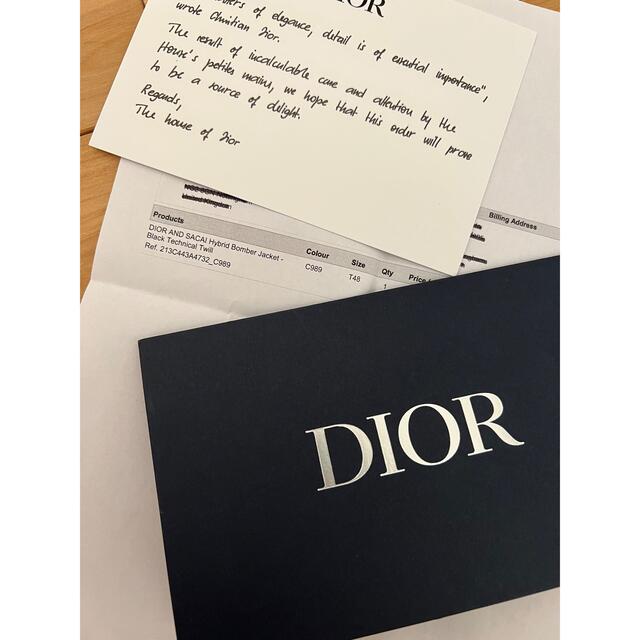 DIOR
of elegance, detail is of essential importance",
wrote Christian Dior.
The result of incalculable care and attention by the
House's petites mains, we hope that this order will prove
to be a source of delight.
Regards,
The house of Dior
United Kingdom
Billing Address
Products Colour Size Qty Price
DIOR AND SACAI Hybrid Bomber Jacket - C989 T48 1
Black Technical Twill
Ref. 213C443A4732_C989
DIOR